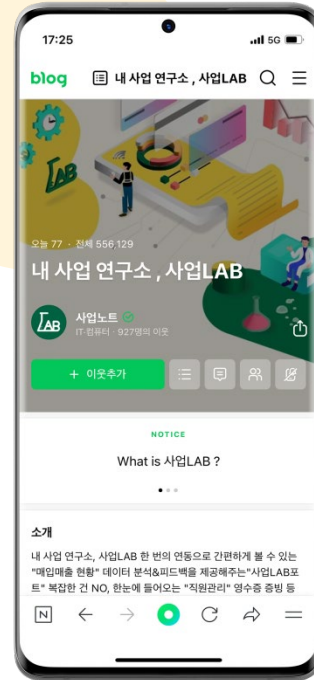 17:25
5G
blog
내 사업 연구소 , 사업LAB
LAB
오늘 77 · 전체 556,129
내 사업 연구소 , 사업LAB
LAB
사업노트
IT·컴퓨터 · 927명의 이웃
+ 이웃추가
NOTICE
What is 사업LAB ?
소개
내 사업 연구소, 사업LAB 한 번의 연동으로 간편하게 볼 수 있는
"매입매출 현황" 데이터 분석&피드백을 제공해주는"사업LAB포
트" 복잡한 건 NO, 한눈에 들어오는 "직원관리" 영수증 증빙 등
N